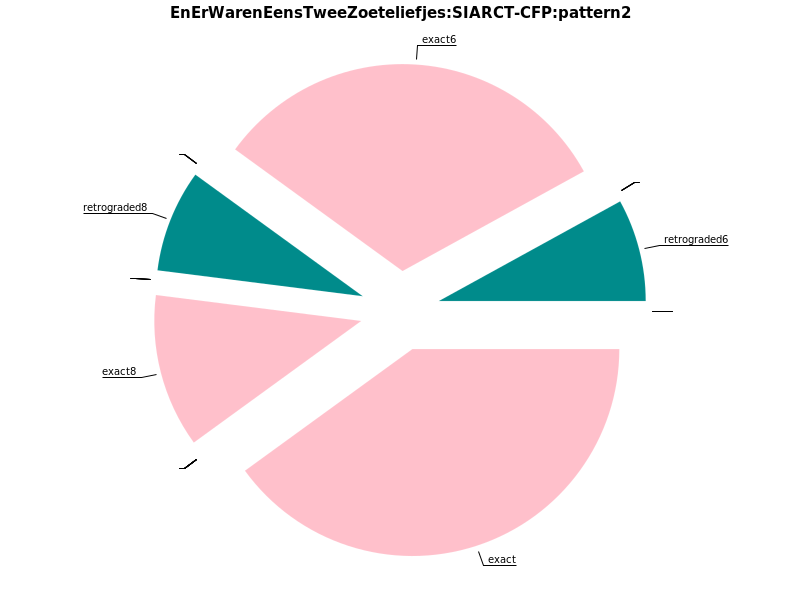 EnErWarenEensTweeZoeteliefjes:SIARCT-CFP:pattern2
exact6
retrograded8
retrograded6
exact8
exact